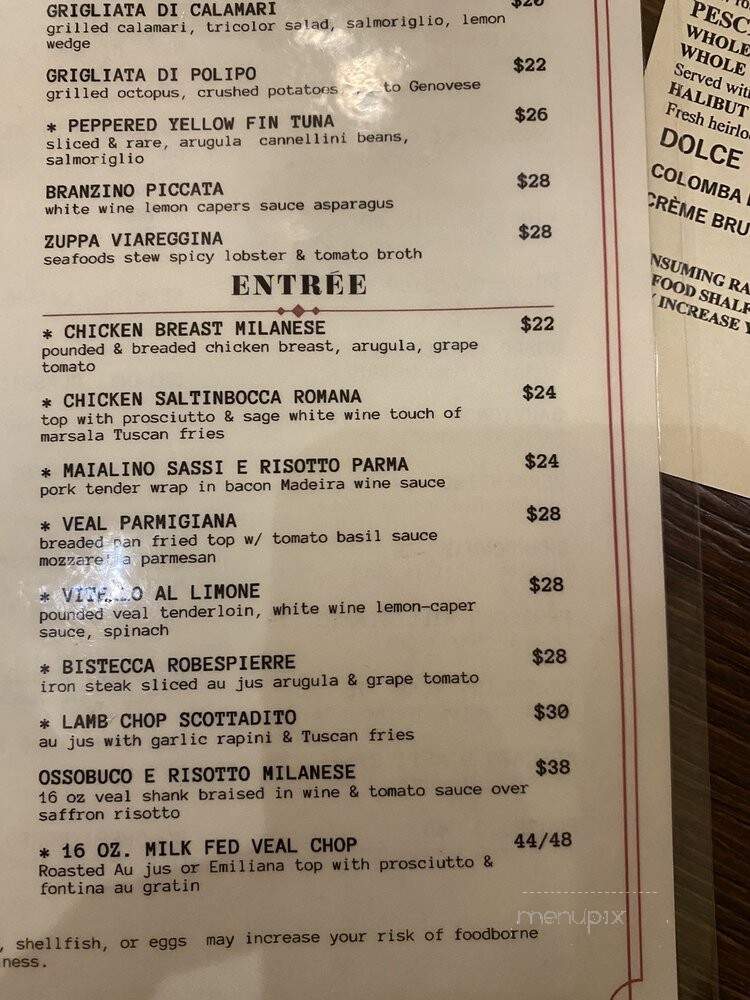 GRIGLIATA DI CALAMARI $20
grilled calamari, tricolor salad, salmoriglio, lemon
wedge
GRIGLIATA DI POLIPO $22
grilled octopus, crushed potatoes to Genovese
* PEPPERED YELLOW FIN TUNA $26
sliced & rare, arugula cannellini beans,
salmoriglio
BRANZINO PICCATA $28
white wine lemon capers sauce asparagus
ZUPPA VIAREGGINA $28
seafoods stew spicy lobster & tomato broth
ENTRÉE
* CHICKEN BREAST MILANESE $22
pounded & breaded chicken breast, arugula, grape
tomato
* CHICKEN SALTINBOCCA ROMANA $24
top with prosciutto & sage white wine touch of
marsala Tuscan fries
* MAIALINO SASSI E RISOTTO PARMA $24
pork tender wrap in bacon Madeira wine sauce
* VEAL PARMIGIANA $28
breaded pan fried top w/ tomato basil sauce
mozzarella parmesan
* VITELLO AL LIMONE $28
pounded veal tenderloin, white wine lemon-caper
sauce, spinach
* BISTECCA ROBESPIERRE $28
iron steak sliced au jus arugula & grape tomato
* LAMB CHOP SCOTTADITO $30
au jus with garlic rapini & Tuscan fries
OSSOBUCO E RISOTTO MILANESE $38
16 oz veal shank braised in wine & tomato sauce over
saffron risotto
* 16 OZ. MILK FED VEAL CHOP 44/48
Roasted Au jus or Emiliana top with prosciutto &
fontina au gratin
, shellfish, or eggs may increase your risk of foodborne
ness.
PESC
WHOLE
WHOLE
Served wit
HALIBUT
Fresh heirlo
DOLCE
COLOMBA
CRÈME BRU
NSUMING RA
FOOD SHALF
INCREASE Y
menupix